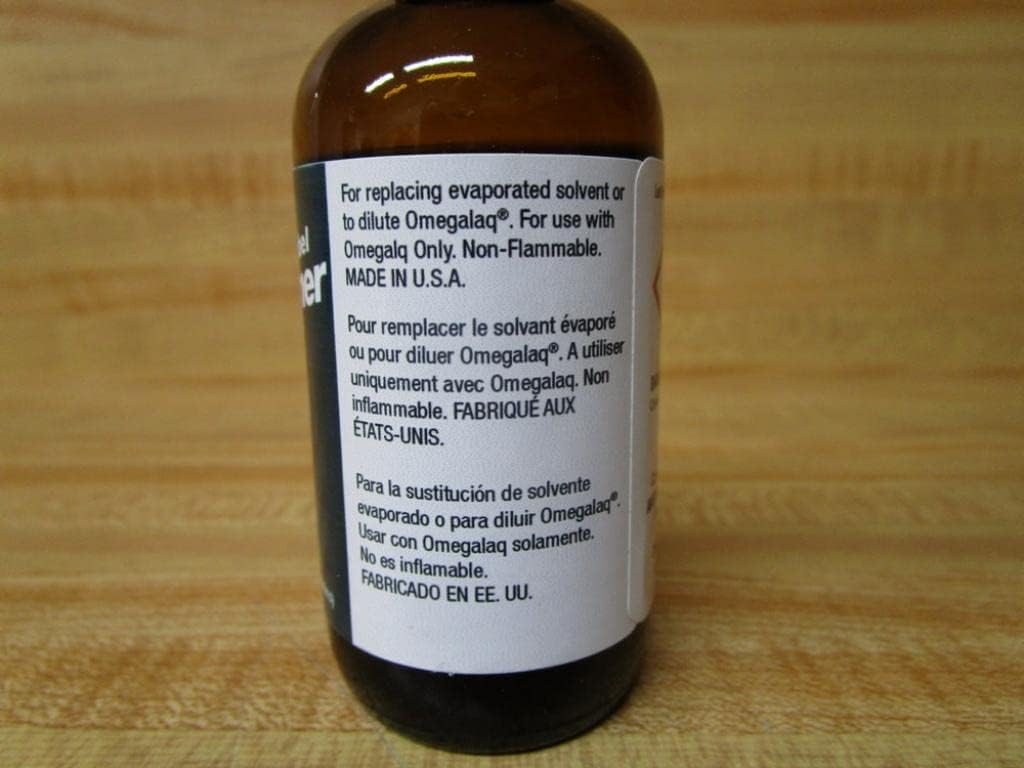 For replacing evaporated solvent or
to dilute Omegalaq®. For use with
Omegalq Only. Non-Flammable.
MADE IN U.S.A.
Pour remplacer le solvant évaporé
ou pour diluer Omegalaq®. A utiliser
uniquement avec Omegalaq. Non
inflammable. FABRIQUÉ AUX
ÉTATS-UNIS.
Para la sustitución de solvente
evaporado o para diluir Omegalaq®.
Usar con Omegalaq solamente.
No es inflamable.
FABRICADO EN EE. UU.